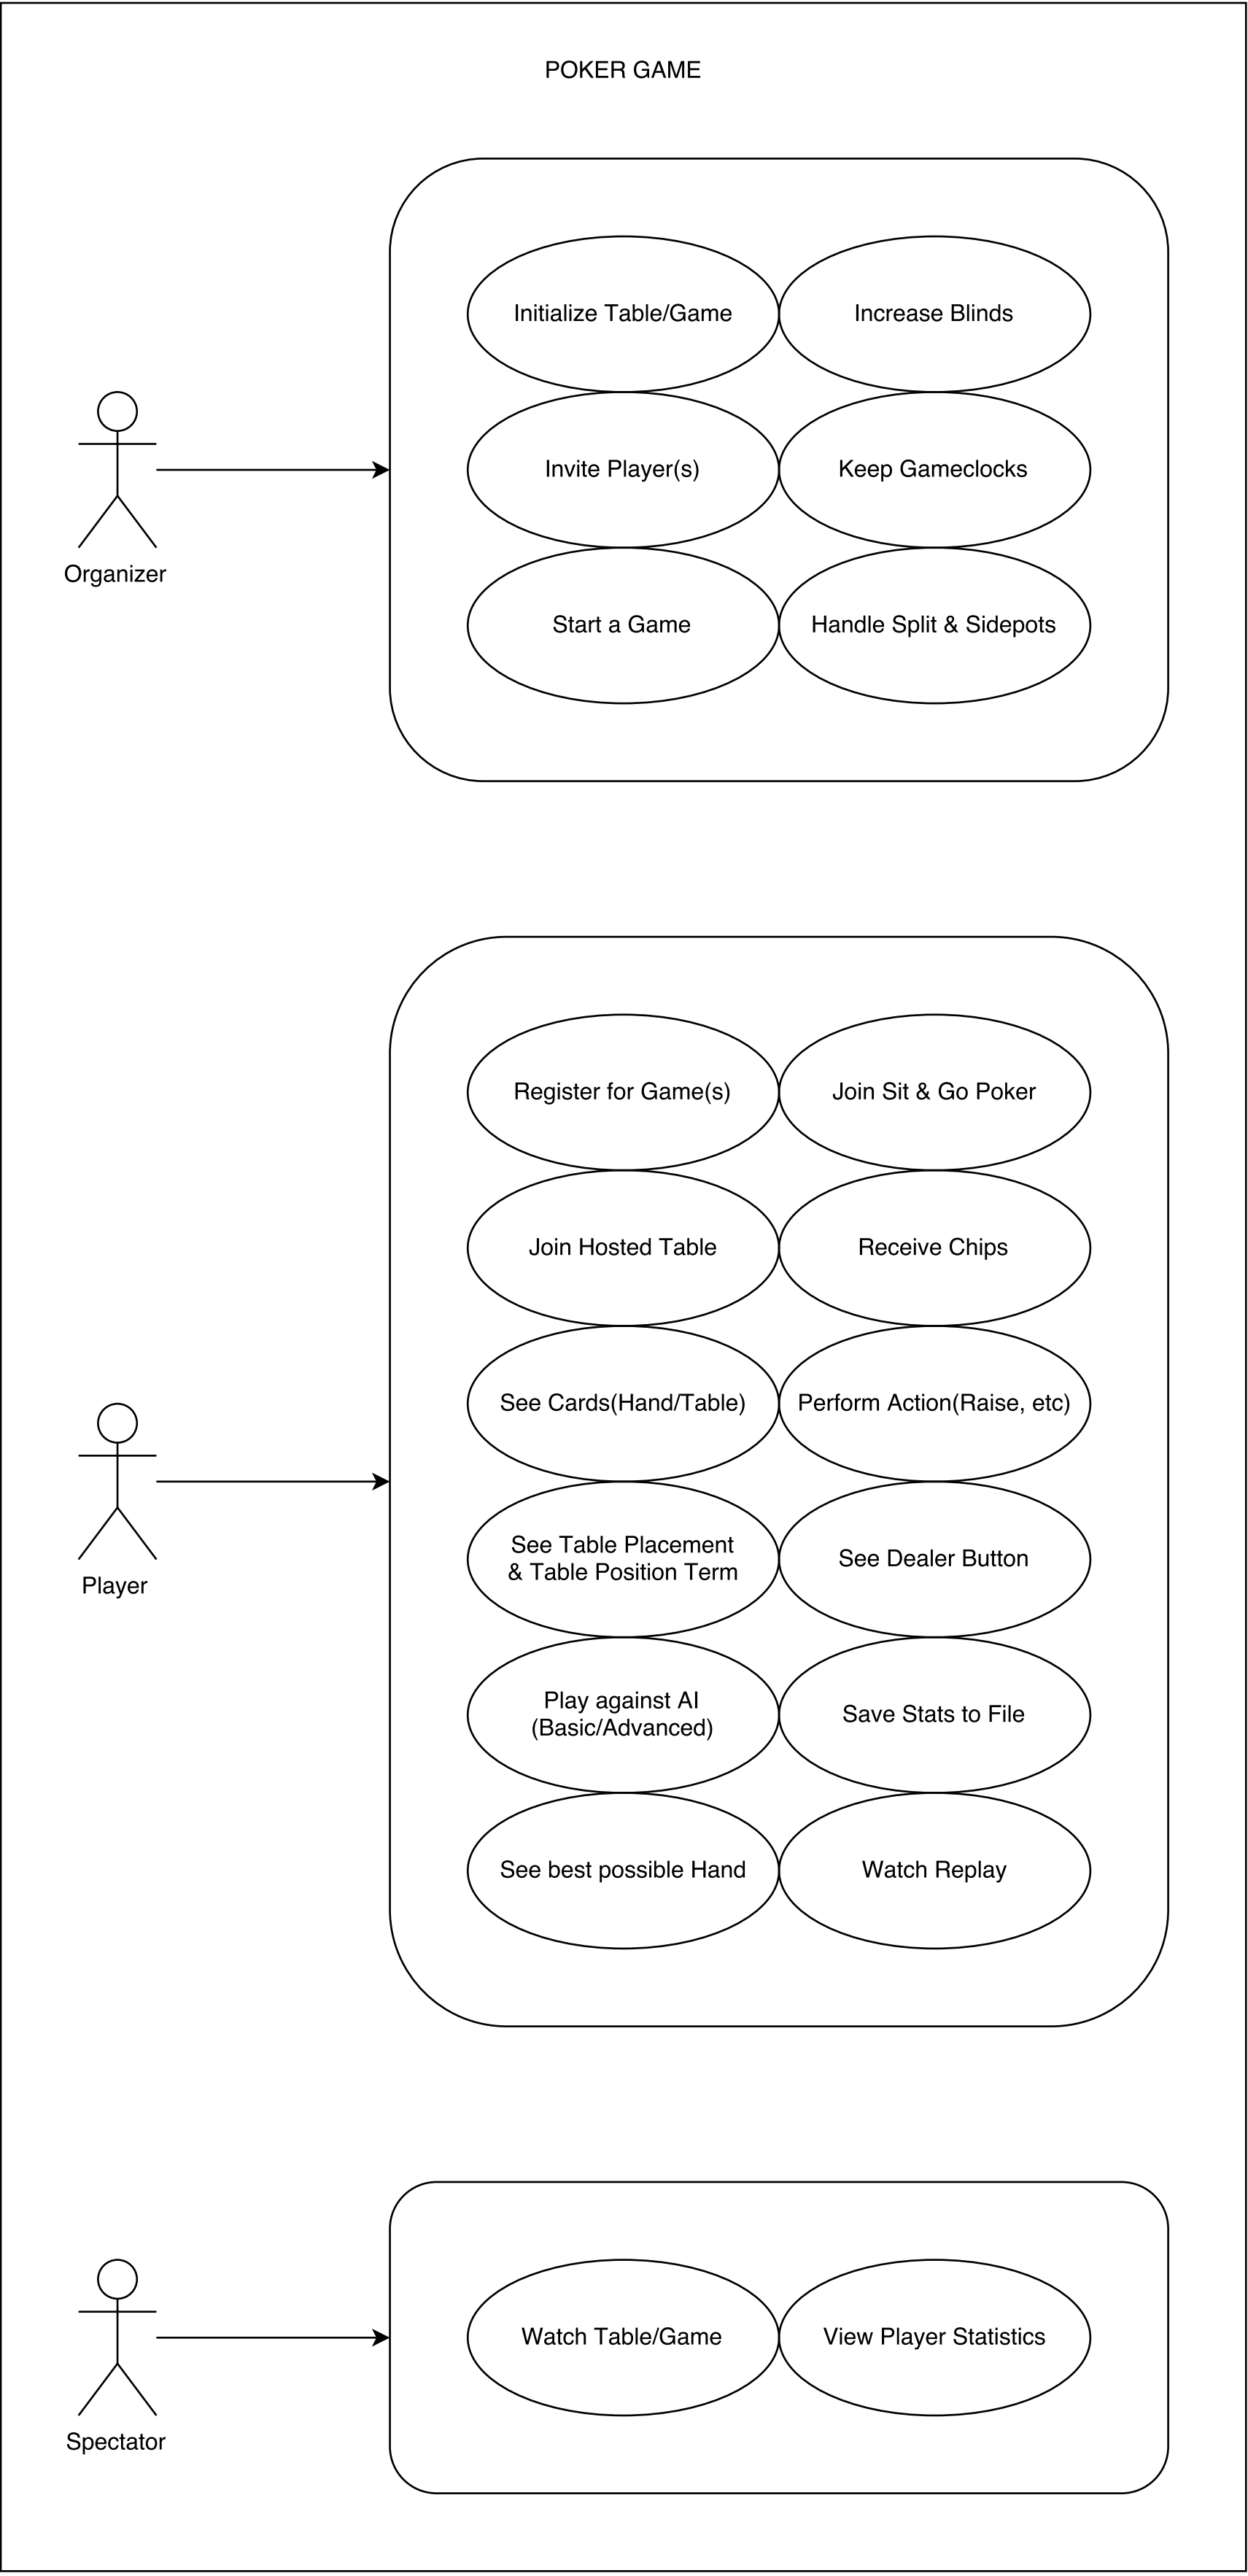 POKER GAME
Initialize Table/Game
Increase Blinds
Invite Player(s)
Keep Gameclocks
Organizer
Start a Game
Handle Split & Sidepots
Register for Game(s)
Join Sit & Go Poker
Join Hosted Table
Receive Chips
See Cards(Hand/Table)
Perform Action(Raise, etc)
Player
See Table Placement
& Table Position Term
See Dealer Button
Play against AI
(Basic/Advanced)
Save Stats to File
See best possible Hand
Watch Replay
Spectator
Watch Table/Game
View Player Statistics